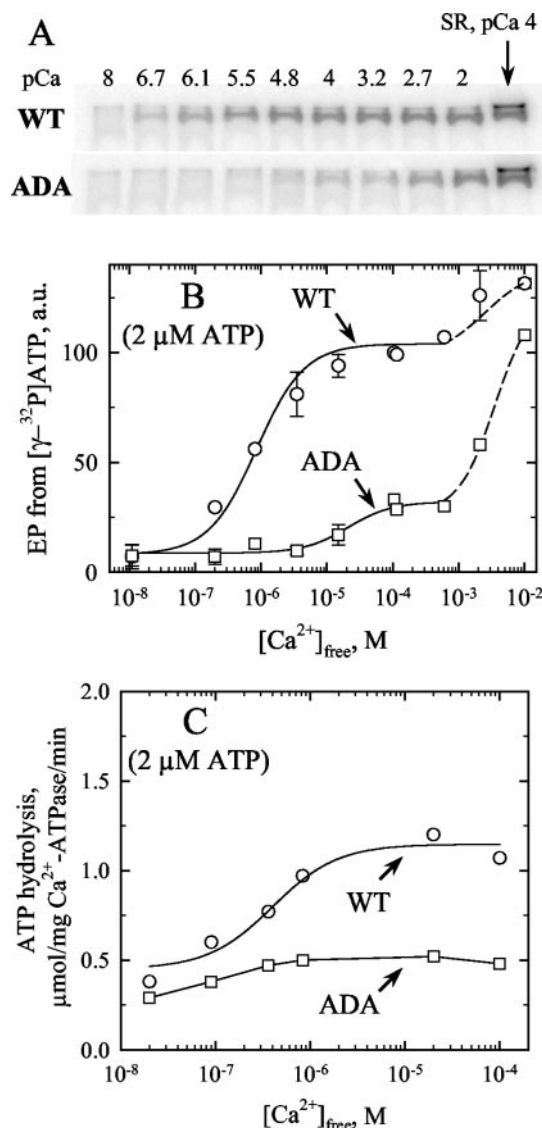 A
SR, pCa 4
pCa 8 6.7 6.1 5.5 4.8 4 3.2 2.7 2
WT
ADA
B
(2 μM ATP)
WT
ADA
EP from [γ–³²P]ATP, a.u.
100
50
0
10⁻⁸ 10⁻⁷ 10⁻⁶ 10⁻⁵ 10⁻⁴ 10⁻³ 10⁻²
[Ca²⁺]free, M
C
(2 μM ATP)
WT
ADA
ATP hydrolysis,
μmol/mg Ca²⁺-ATPase/min
2.0
1.5
1.0
0.5
0.0
10⁻⁸ 10⁻⁷ 10⁻⁶ 10⁻⁵ 10⁻⁴
[Ca²⁺]free, M